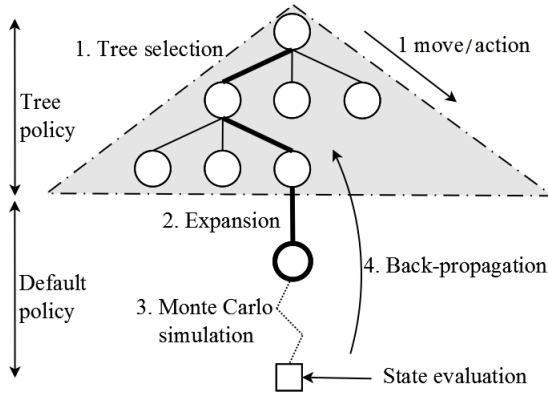 1. Tree selection
1 move/action
Tree
policy
2. Expansion
Default
policy
3. Monte Carlo
simulation
4. Back-propagation
State evaluation